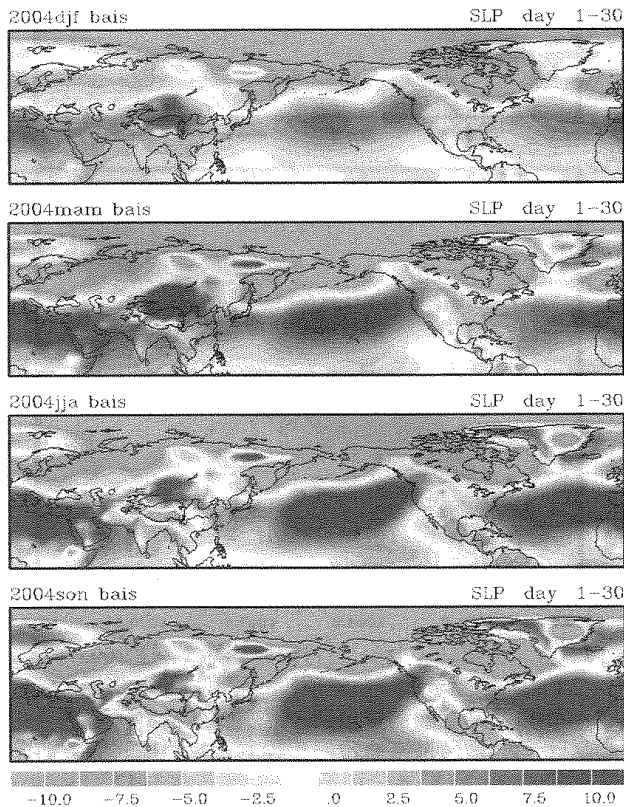 2004djf bais SLP day 1-30
2004mam bais SLP day 1-30
2004jja bais SLP day 1-30
2004son bais SLP day 1-30
-10.0 -7.5 -5.0 -2.5 .0 2.5 5.0 7.5 10.0